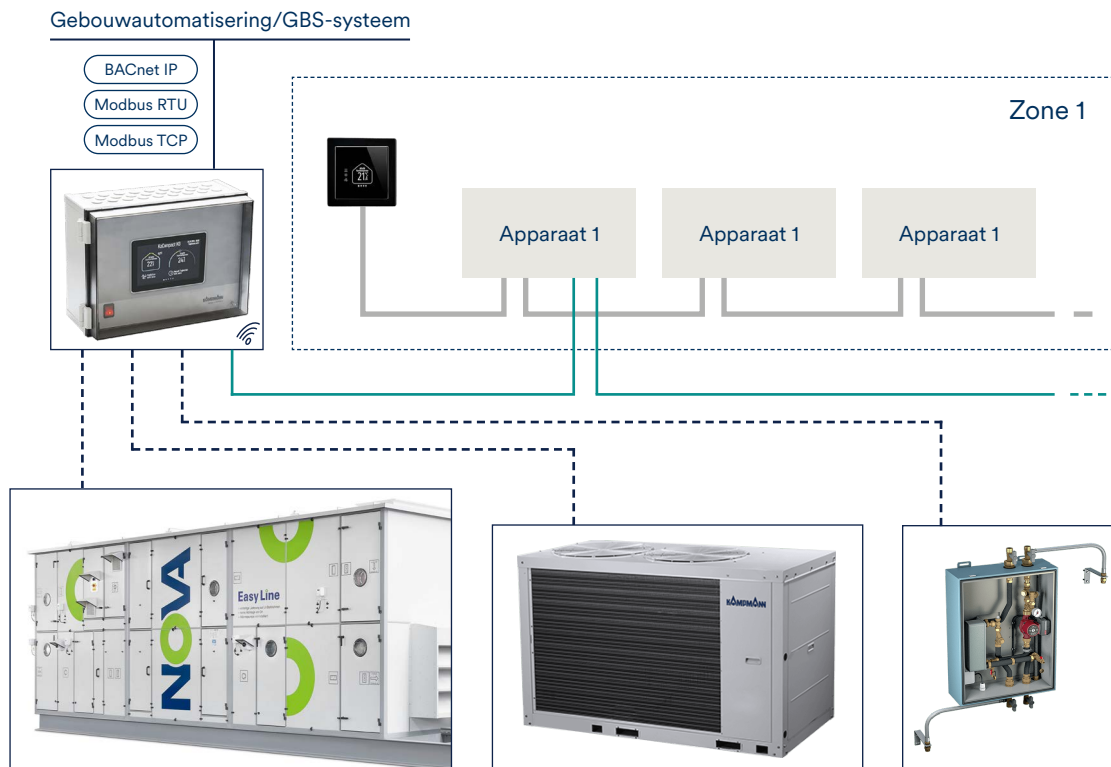 Gebouwautomatisering/GBS-systeem
BACnet IP
Modbus RTU
Modbus TCP
Zone 1
Apparaat 1
Apparaat 1
Apparaat 1
KaCompact
KAMPMANN
NOVA
Easy Line